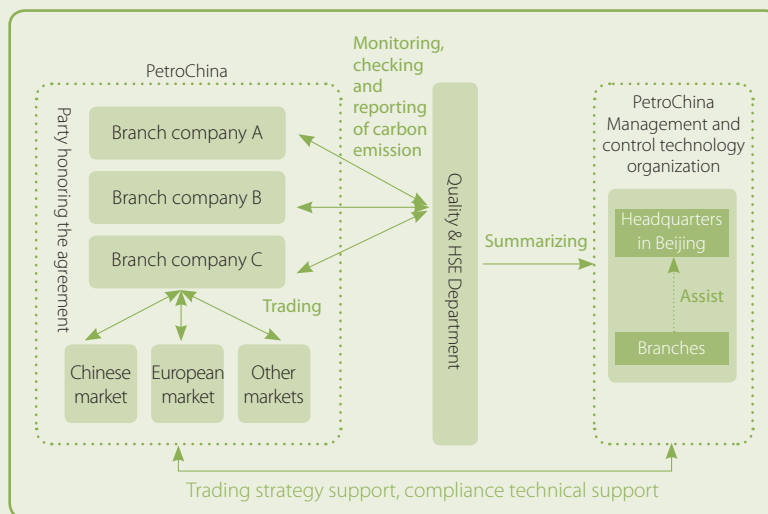 PetroChina
Party honoring the agreement
Branch company A
Branch company B
Branch company C
Trading
Chinese
market
European
market
Other
markets
Monitoring,
checking
and
reporting
of carbon
emission
Quality & HSE Department
Summarizing
PetroChina
Management and
control technology
organization
Headquarters
in Beijing
Assist
Branches
Trading strategy support, compliance technical support